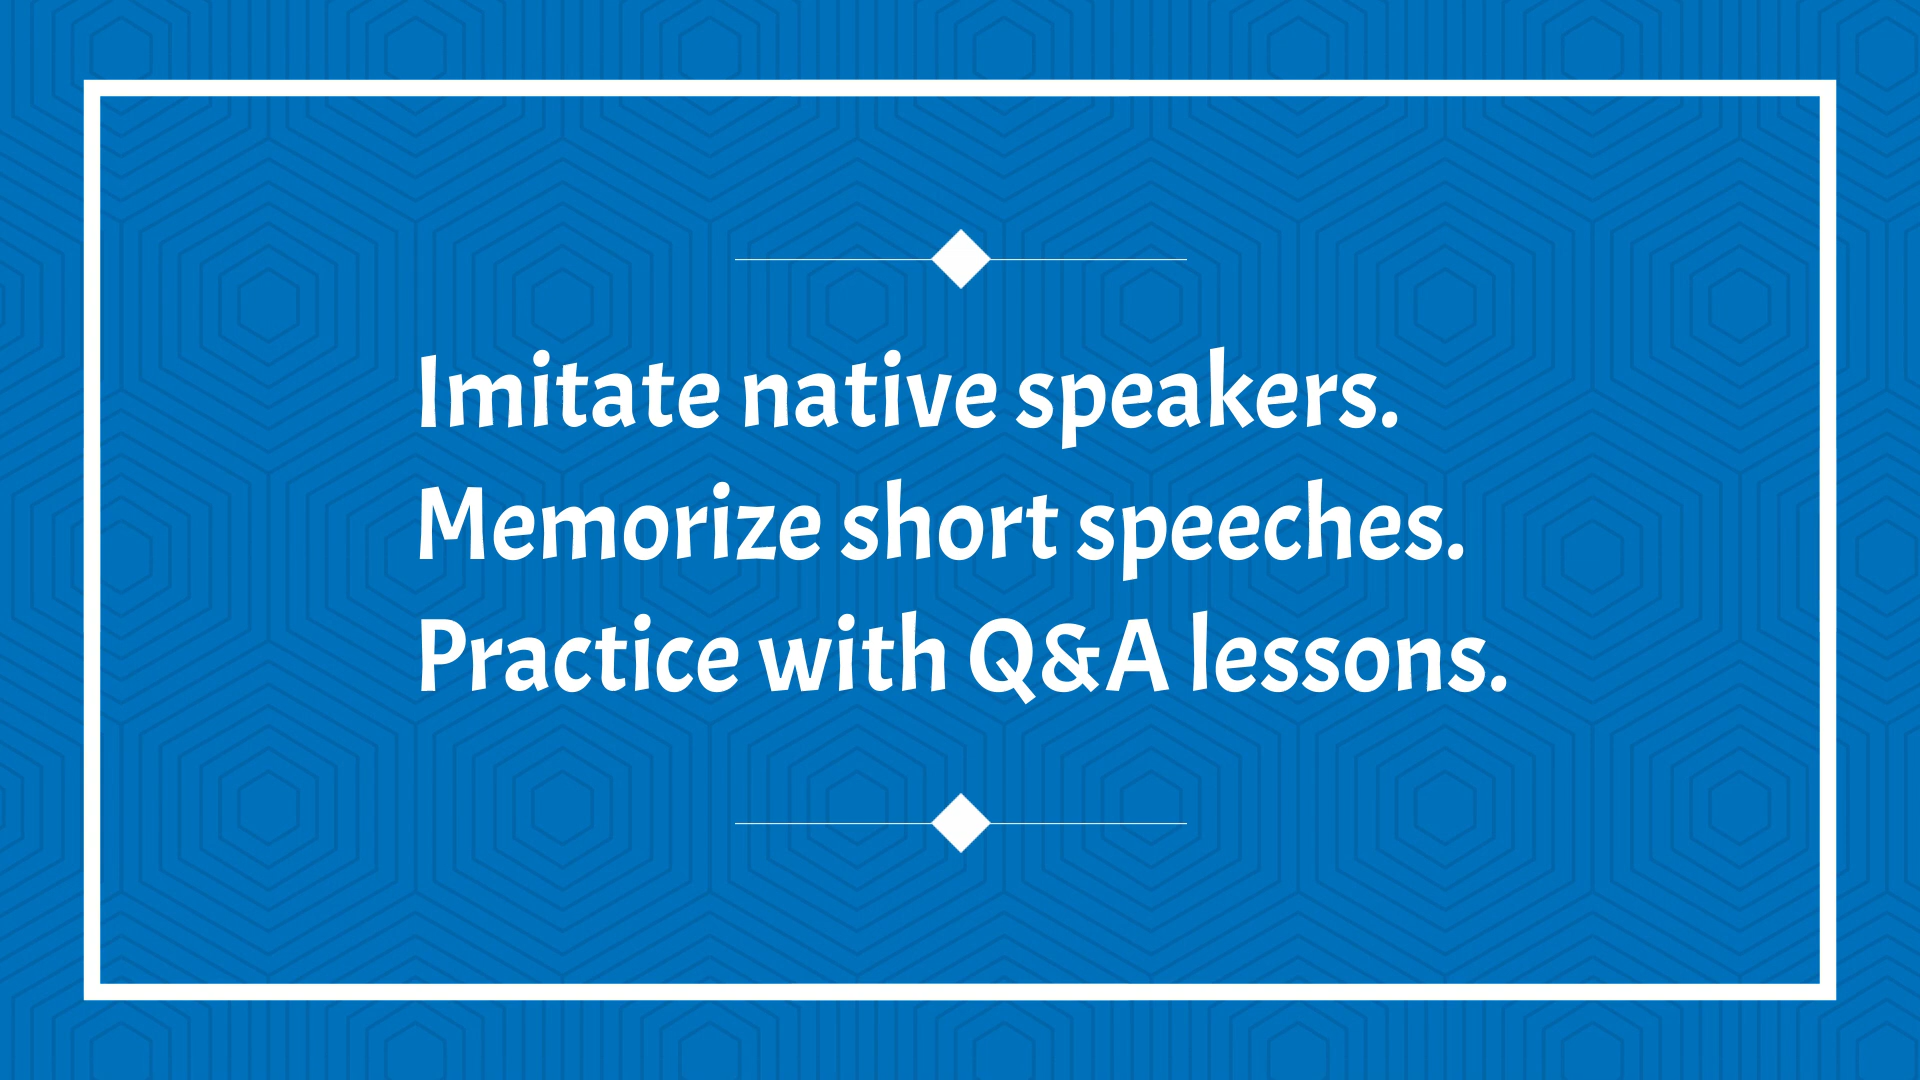 Imitate native speakers.
Memorize short speeches.
Practice with Q&A lessons.